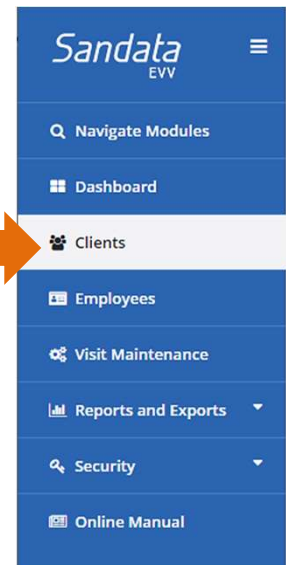 Sandata
EVV
Navigate Modules
Dashboard
Clients
Employees
Visit Maintenance
Reports and Exports
Security
Online Manual